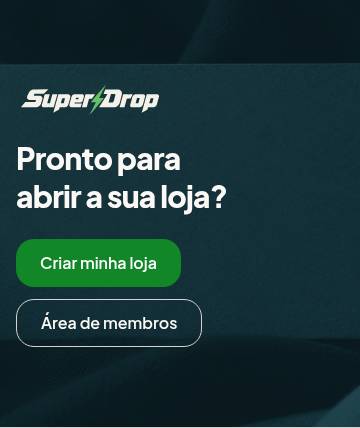 SuperDrop
Pronto para
abrir a sua loja?
Criar minha loja
Área de membros